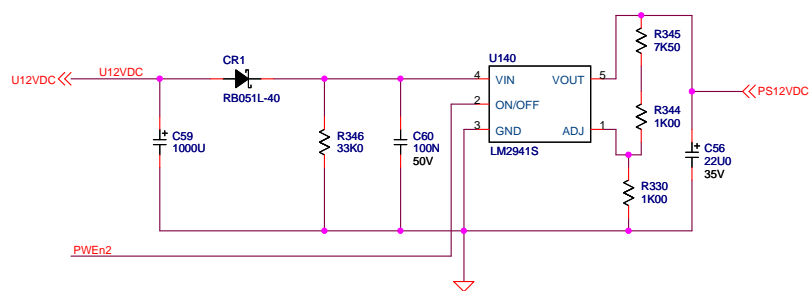 R345
7K50
CR1
U140
U12VDC
U12VDC
4
VIN
VOUT
5
RB051L-40
PS12VDC
2
ON/OFF
R344
1K00
C59
1000U
R346
33K0
C60
100N
50V
3
GND
ADJ
1
LM2941S
C56
22U0
35V
R330
1K00
PWEn2